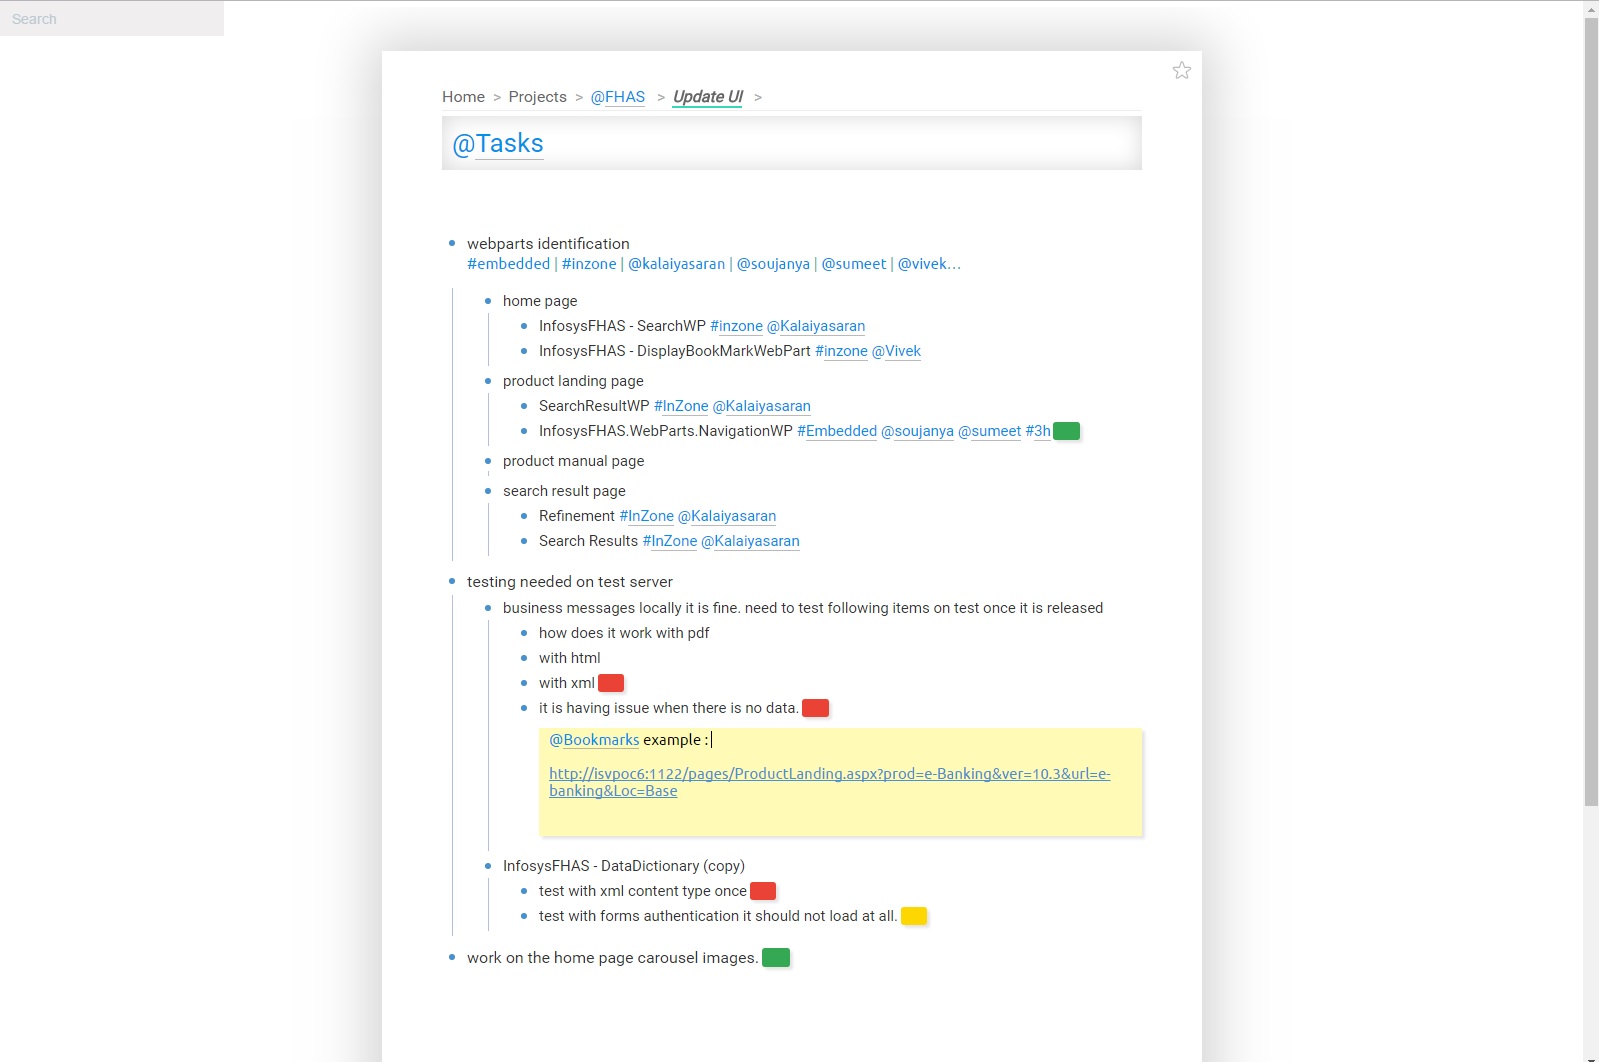 Search
Home > Projects > @FHAS > Update UI >
@Tasks
webparts identification
#embedded | #inzone | @kalaiyasaran | @soujanya | @sumeet | @vivek…
home page
InfosysFHAS - SearchWP #inzone @Kalaiyasaran
InfosysFHAS - DisplayBookMarkWebPart #inzone @Vivek
product landing page
SearchResultWP #InZone @Kalaiyasaran
InfosysFHAS.WebParts.NavigationWP #Embedded @soujanya @sumeet #3h
product manual page
search result page
Refinement #InZone @Kalaiyasaran
Search Results #InZone @Kalaiyasaran
testing needed on test server
business messages locally it is fine. need to test following items on test once it is released
how does it work with pdf
with html
with xml
it is having issue when there is no data.
@Bookmarks example :
http://isvpoc6:1122/pages/ProductLanding.aspx?prod=e-Banking&ver=10.3&url=e-
banking&Loc=Base
InfosysFHAS - DataDictionary (copy)
test with xml content type once
test with forms authentication it should not load at all.
work on the home page carousel images.